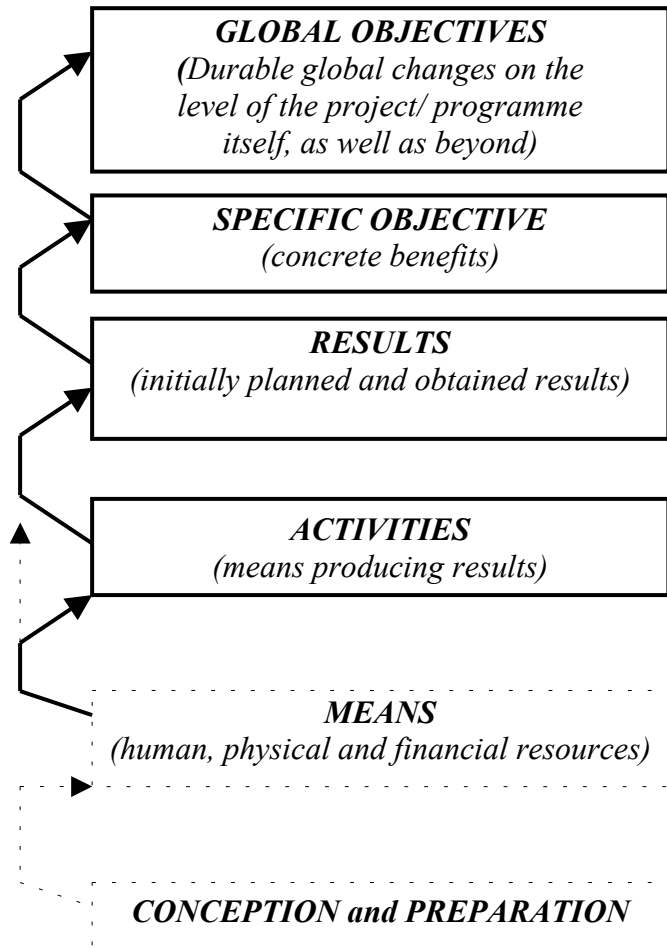 GLOBAL OBJECTIVES
(Durable global changes on the
level of the project/ programme
itself, as well as beyond)
SPECIFIC OBJECTIVE
(concrete benefits)
RESULTS
(initially planned and obtained results)
ACTIVITIES
(means producing results)
MEANS
(human, physical and financial resources)
CONCEPTION and PREPARATION